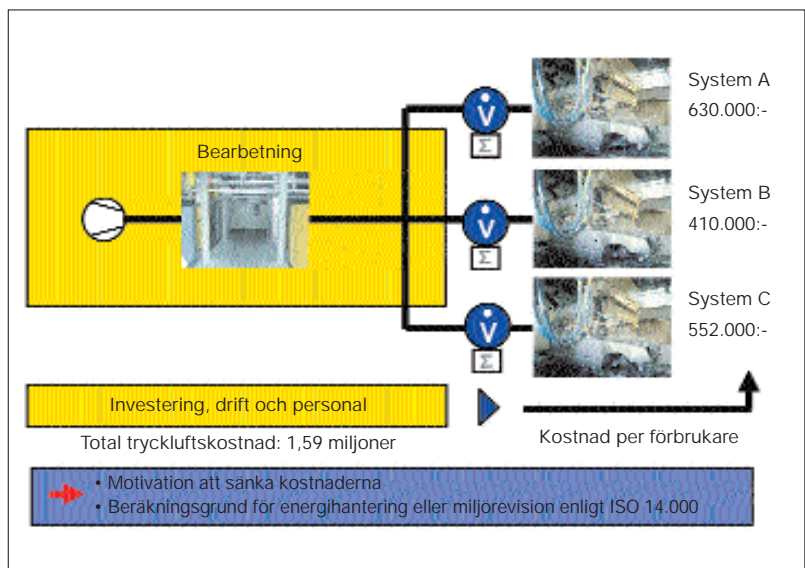 System A
630.000:-
Bearbetning
V
Σ
System B
410.000:-
V
Σ
System C
552.000:-
V
Σ
Investering, drift och personal
Total tryckluftskostnad: 1,59 miljoner
Kostnad per förbrukare
• Motivation att sänka kostnaderna
• Beräkningsgrund för energihantering eller miljörevision enligt ISO 14.000